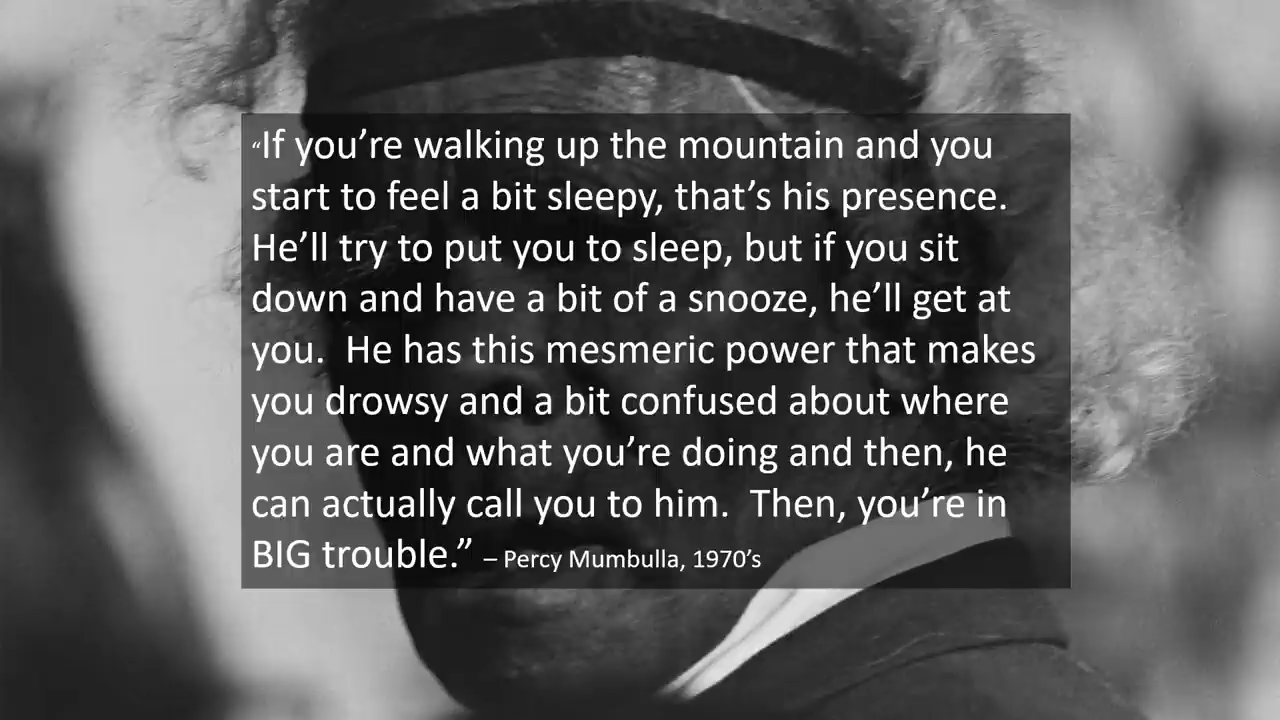 “If you’re walking up the mountain and you
start to feel a bit sleepy, that’s his presence.
He’ll try to put you to sleep, but if you sit
down and have a bit of a snooze, he’ll get at
you.  He has this mesmeric power that makes
you drowsy and a bit confused about where
you are and what you’re doing and then, he
can actually call you to him.  Then, you’re in
BIG trouble.” – Percy Mumbulla, 1970’s